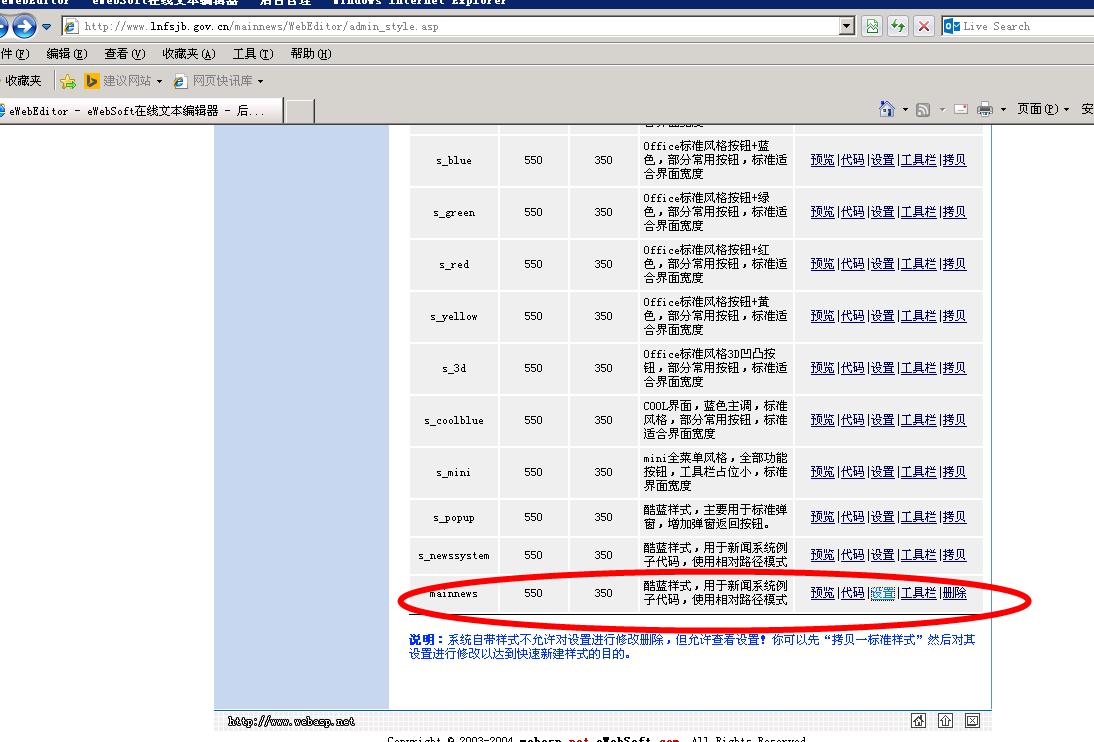 eWebEditor - eWebSoft在线文本编辑器 - 后台管理 - Windows Internet Explorer
http://www.lnfsjb.gov.cn/mainnews/WebEditor/admin_style.asp
Live Search
件(F) 编辑(E) 查看(V) 收藏夹(A) 工具(T) 帮助(H)
收藏夹 建议网站 网页快讯库
eWebEditor - eWebSoft在线文本编辑器 - 后... 页面(P) 安
合界面宽度
s_blue 550 350 Office标准风格按钮+蓝 预览|代码|设置|工具栏|拷贝
色，部分常用按钮，标准适
合界面宽度
s_green 550 350 Office标准风格按钮+绿 预览|代码|设置|工具栏|拷贝
色，部分常用按钮，标准适
合界面宽度
s_red 550 350 Office标准风格按钮+红 预览|代码|设置|工具栏|拷贝
色，部分常用按钮，标准适
合界面宽度
s_yellow 550 350 Office标准风格按钮+黄 预览|代码|设置|工具栏|拷贝
色，部分常用按钮，标准适
合界面宽度
s_3d 550 350 Office标准风格3D凹凸按 预览|代码|设置|工具栏|拷贝
钮，部分常用按钮，标准适
合界面宽度
s_coolblue 550 350 COOL界面，蓝色主调，标准 预览|代码|设置|工具栏|拷贝
风格，部分常用按钮，标准
适合界面宽度
s_mini 550 350 mini全菜单风格，全部功能 预览|代码|设置|工具栏|拷贝
按钮，工具栏占位小，标准
界面宽度
s_popup 550 350 酷蓝样式，主要用于标准弹 预览|代码|设置|工具栏|拷贝
窗，增加弹窗返回按钮。
s_newssystem 550 350 酷蓝样式，用于新闻系统例 预览|代码|设置|工具栏|拷贝
子代码，使用相对路径模式
mainnews 550 350 酷蓝样式，用于新闻系统例 预览|代码|设置|工具栏|删除
子代码，使用相对路径模式
说明：系统自带样式不允许对设置进行修改删除，但允许查看设置！你可以先“拷贝一标准样式”然后对其
设置进行修改以达到快速新建样式的目的。
http://www.webasp.net
Copyright © 2003-2004 webasp.net eWebSoft.com. All Rights Reserved